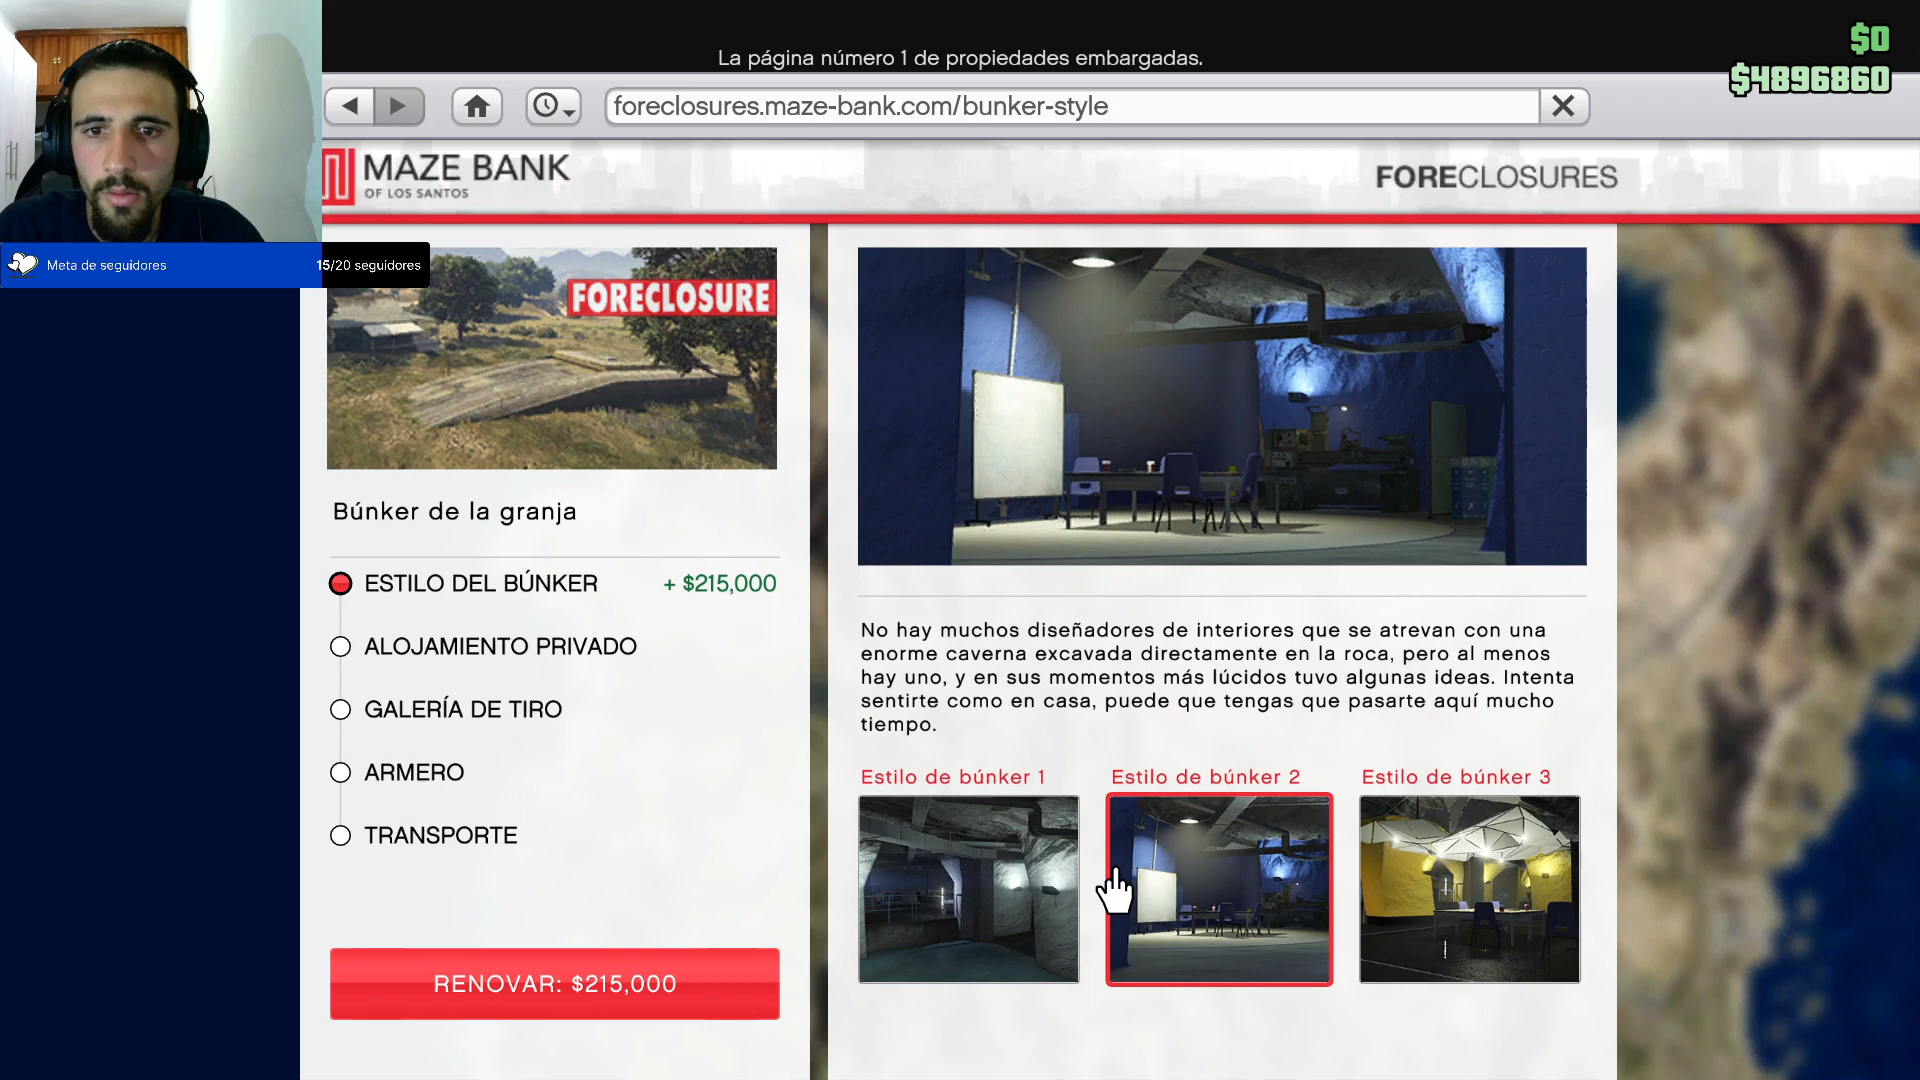 La página número 1 de propiedades embargadas.
$0
$4896860
foreclosures.maze-bank.com/bunker-style
MAZE BANK
OF LOS SANTOS
FORECLOSURES
Meta de seguidores
15/20 seguidores
FORECLOSURE
Búnker de la granja
ESTILO DEL BÚNKER + $215,000
ALOJAMIENTO PRIVADO
GALERÍA DE TIRO
ARMERO
TRANSPORTE
RENOVAR: $215,000
No hay muchos diseñadores de interiores que se atrevan con una
enorme caverna excavada directamente en la roca, pero al menos
hay uno, y en sus momentos más lúcidos tuvo algunas ideas. Intenta
sentirte como en casa, puede que tengas que pasarte aquí mucho
tiempo.
Estilo de búnker 1
Estilo de búnker 2
Estilo de búnker 3